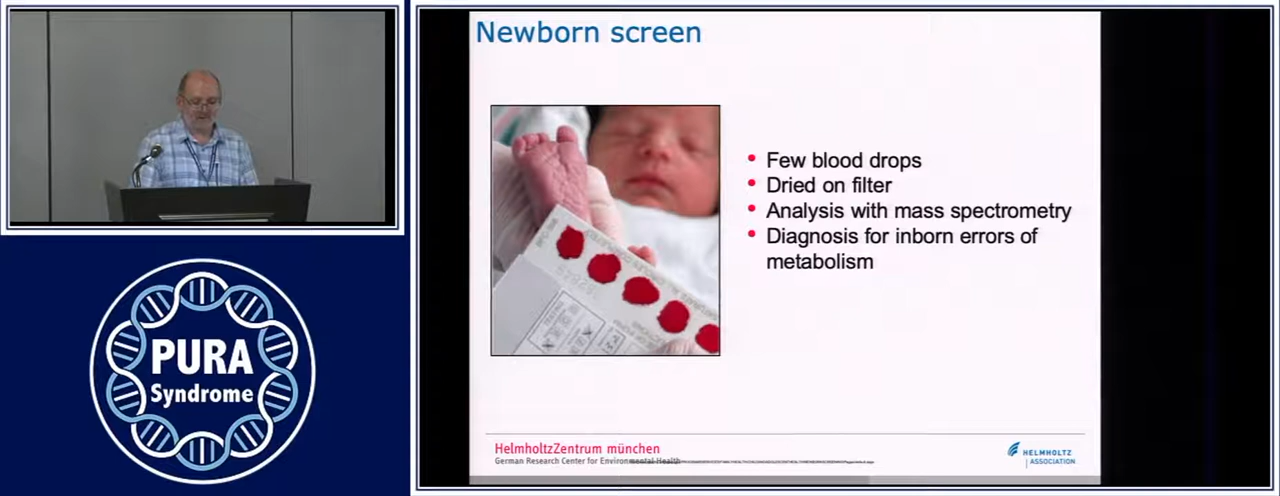 Newborn screen
Few blood drops
Dried on filter
Analysis with mass spectrometry
Diagnosis for inborn errors of
metabolism
HelmholtzZentrum münchen
German Research Center for Environmental Health
HELMHOLTZ
ASSOCIATION
PURA
Syndrome